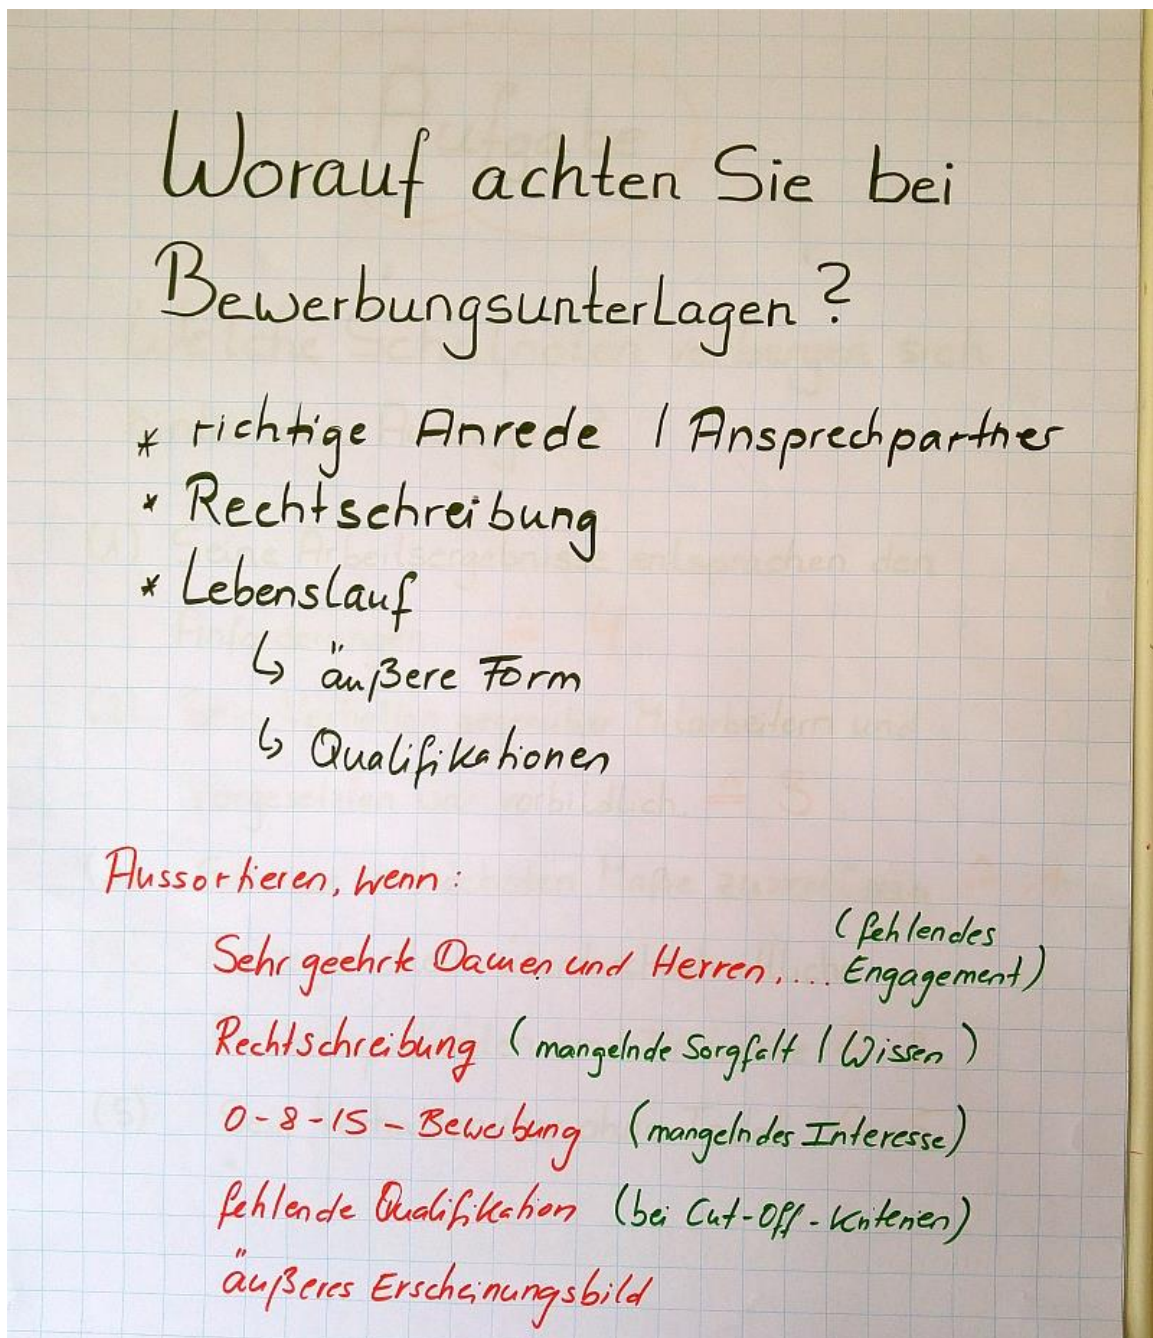 Worauf achten Sie bei
Bewerbungsunterlagen?
* richtige Anrede / Ansprechpartner
* Rechtschreibung
* Lebenslauf
↳ äußere Form
↳ Qualifikationen
Aussortieren, wenn:
Sehr geehrte Damen und Herren,... (fehlendes
Engagement)
Rechtschreibung (mangelnde Sorgfalt / Wissen)
0-8-15-Bewerbung (mangelndes Interesse)
fehlende Qualifikation (bei Cut-Off-Kriterien)
äußeres Erscheinungsbild